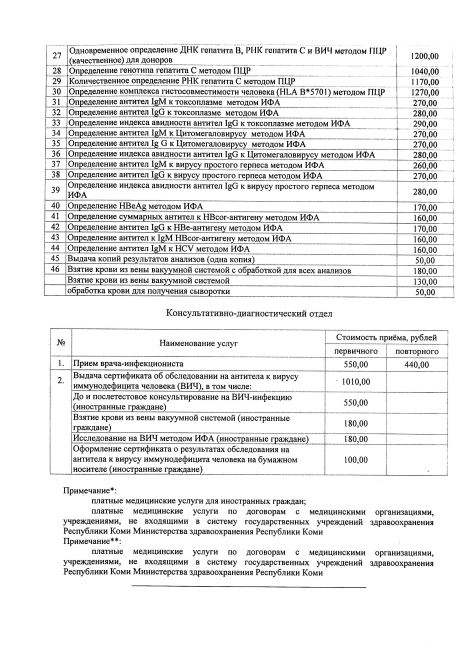 27 Одновременное определение ДНК гепатита В, РНК гепатита С и ВИЧ методом ПЦР
(качественное) для доноров 1200,00
28 Определение генотипа гепатита С методом ПЦР 1040,00
29 Количественное определение РНК гепатита С методом ПЦР 1170,00
30 Определение комплекса гистосовместимости человека (HLA B*5701) методом ПЦР 1270,00
31 Определение антител IgM к токсоплазме методом ИФА 270,00
32 Определение антител IgG к токсоплазме методом ИФА 280,00
33 Определение индекса авидности антител IgG к токсоплазме методом ИФА 290,00
34 Определение антител IgM к Цитомегаловирусу методом ИФА 270,00
35 Определение антител Ig G к Цитомегаловирусу методом ИФА 270,00
36 Определение индекса авидности антител IgG к Цитомегаловирусу методом ИФА 280,00
37 Определение антител IgM к вирусу простого герпеса методом ИФА 260,00
38 Определение антител IgG к вирусу простого герпеса методом ИФА 270,00
39 Определение индекса авидности антител IgG к вирусу простого герпеса методом
ИФА 280,00
40 Определение HBeAg методом ИФА 170,00
41 Определение суммарных антител к HBcor-антигену методом ИФА 160,00
42 Определение антител IgG к HBe-антигену методом ИФА 170,00
43 Определение антител к IgM HBcor-антигену методом ИФА 160,00
44 Определение антител IgM к HCV методом ИФА 160,00
45 Выдача копий результатов анализов (одна копия) 50,00
46 Взятие крови из вены вакуумной системой с обработкой для всех анализов 180,00
Взятие крови из вены вакуумной системой 130,00
обработка крови для получения сыворотки 50,00
Консультативно-диагностический отдел
№ Наименование услуг Стоимость приёма, рублей
первичного повторного
1. Прием врача-инфекциониста 550,00 440,00
2. Выдача сертификата об обследовании на антитела к вирусу
иммунодефицита человека (ВИЧ), в том числе: 1010,00
До и послетестовое консультирование на ВИЧ-инфекцию
(иностранные граждане) 550,00
Взятие крови из вены вакуумной системой (иностранные
граждане) 180,00
Исследование на ВИЧ методом ИФА (иностранные граждане) 180,00
Оформление сертификата о результатах обследования на
антитела к вирусу иммунодефицита человека на бумажном
носителе (иностранные граждане) 100,00
Примечание*:
платные медицинские услуги для иностранных граждан;
платные медицинские услуги по договорам с медицинскими организациями,
учреждениями, не входящими в систему государственных учреждений здравоохранения
Республики Коми Министерства здравоохранения Республики Коми
Примечание**:
платные медицинские услуги по договорам с медицинскими организациями,
учреждениями, не входящими в систему государственных учреждений здравоохранения
Республики Коми Министерства здравоохранения Республики Коми